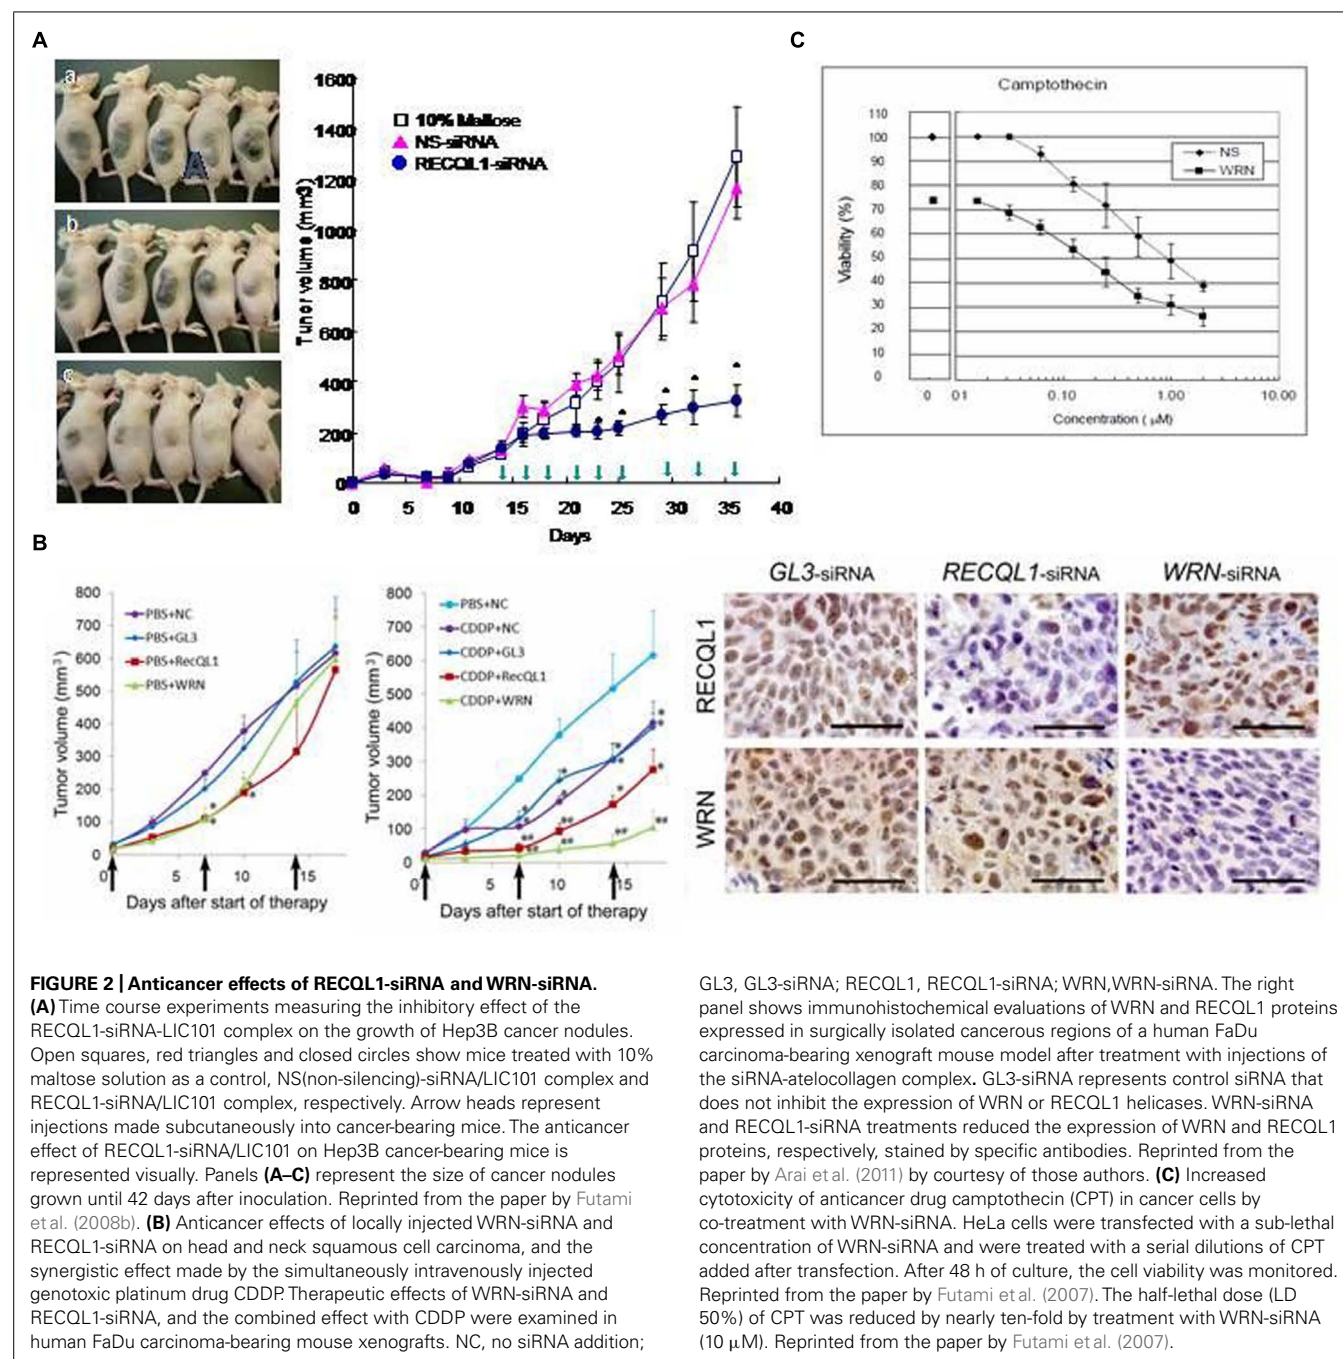 A
a
A
b
c
1600
1400
1200
1000
800
600
400
200
0
Tumor volume (mm3)
10% Maltose
NS-siRNA
RECQL1-siRNA
0 5 10 15 20 25 30 35 40
Days
C
Camptothecin
110
100
90
80
70
60
50
40
30
20
10
0
Viability (%)
NS
WRN
0 01 0.10 1.00 10.00
Concentration ( μM)
B
800
700
600
500
400
300
200
100
0
Tumor volume (mm³)
PBS+NC
PBS+GL3
PBS+RecQL1
PBS+WRN
0 5 10 15
Days after start of therapy
800
700
600
500
400
300
200
100
0
Tumor volume (mm³)
PBS+NC
CDDP+NC
CDDP+GL3
CDDP+RecQL1
CDDP+WRN
0 5 10 15
Days after start of therapy
GL3-siRNA RECQL1-siRNA WRN-siRNA
RECQL1
WRN
FIGURE 2 | Anticancer effects of RECQL1-siRNA and WRN-siRNA.
(A) Time course experiments measuring the inhibitory effect of the
RECQL1-siRNA-LIC101 complex on the growth of Hep3B cancer nodules.
Open squares, red triangles and closed circles show mice treated with 10%
maltose solution as a control, NS(non-silencing)-siRNA/LIC101 complex and
RECQL1-siRNA/LIC101 complex, respectively. Arrow heads represent
injections made subcutaneously into cancer-bearing mice. The anticancer
effect of RECQL1-siRNA/LIC101 on Hep3B cancer-bearing mice is
represented visually. Panels (A–C) represent the size of cancer nodules
grown until 42 days after inoculation. Reprinted from the paper by Futami
et al. (2008b). (B) Anticancer effects of locally injected WRN-siRNA and
RECQL1-siRNA on head and neck squamous cell carcinoma, and the
synergistic effect made by the simultaneously intravenously injected
genotoxic platinum drug CDDP. Therapeutic effects of WRN-siRNA and
RECQL1-siRNA, and the combined effect with CDDP were examined in
human FaDu carcinoma-bearing mouse xenografts. NC, no siRNA addition;
GL3, GL3-siRNA; RECQL1, RECQL1-siRNA; WRN,WRN-siRNA. The right
panel shows immunohistochemical evaluations of WRN and RECQL1 proteins
expressed in surgically isolated cancerous regions of a human FaDu
carcinoma-bearing xenograft mouse model after treatment with injections of
the siRNA-atelocollagen complex. GL3-siRNA represents control siRNA that
does not inhibit the expression of WRN or RECQL1 helicases. WRN-siRNA
and RECQL1-siRNA treatments reduced the expression of WRN and RECQL1
proteins, respectively, stained by specific antibodies. Reprinted from the
paper by Arai et al. (2011) by courtesy of those authors. (C) Increased
cytotoxicity of anticancer drug camptothecin (CPT) in cancer cells by
co-treatment with WRN-siRNA. HeLa cells were transfected with a sub-lethal
concentration of WRN-siRNA and were treated with a serial dilutions of CPT
added after transfection. After 48 h of culture, the cell viability was monitored.
Reprinted from the paper by Futami et al. (2007). The half-lethal dose (LD
50%) of CPT was reduced by nearly ten-fold by treatment with WRN-siRNA
(10 μM). Reprinted from the paper by Futami et al. (2007).